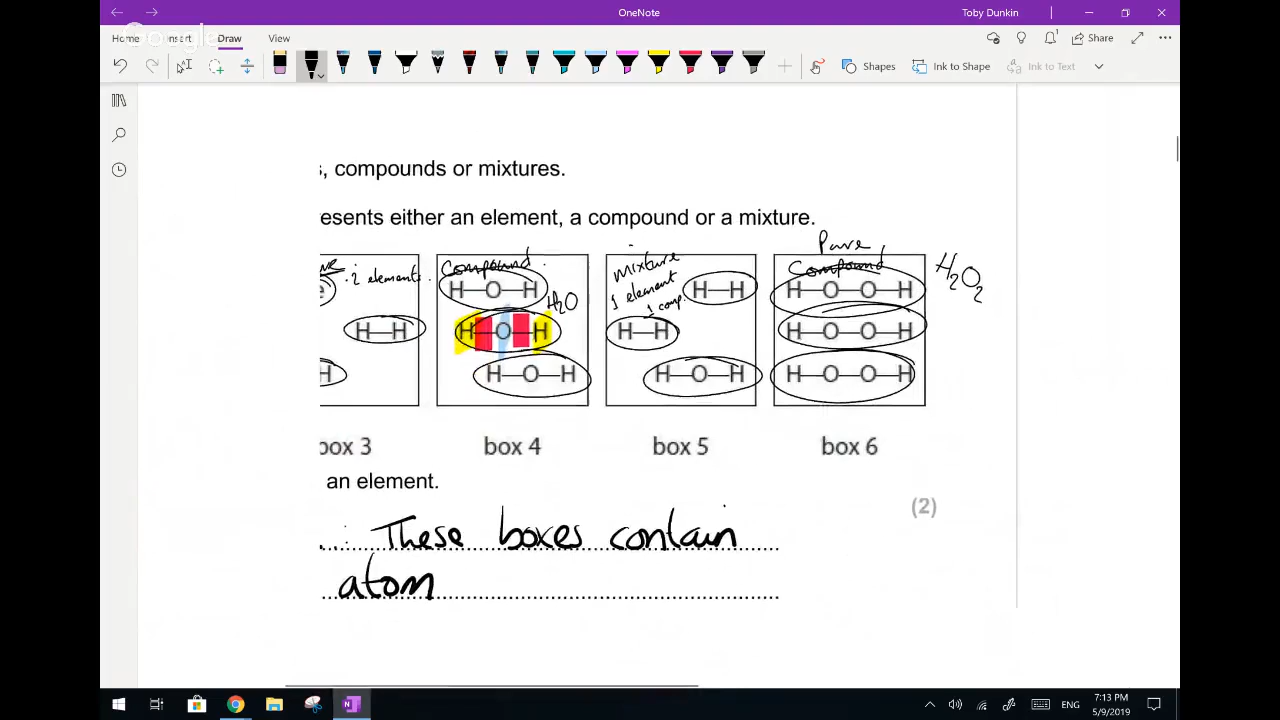 OneNote
Toby Dunkin
Google
Home Insert Draw View
Share
Shapes
Ink to Shape
Ink to Text
s, compounds or mixtures.
resents either an element, a compound or a mixture.
2 elements.
H—H
H
Compound
H—O—H
H2O
H—O—H
H—O—H
mixture
1 element
1 comp.
H—H
H—H
H—O—H
Pure
Compound
H—O—O—H
H—O—O—H
H—O—O—H
H2O2
box 3 box 4 box 5 box 6
an element.
(2)
These boxes contain
atom
7:13 PM
ENG
5/9/2019